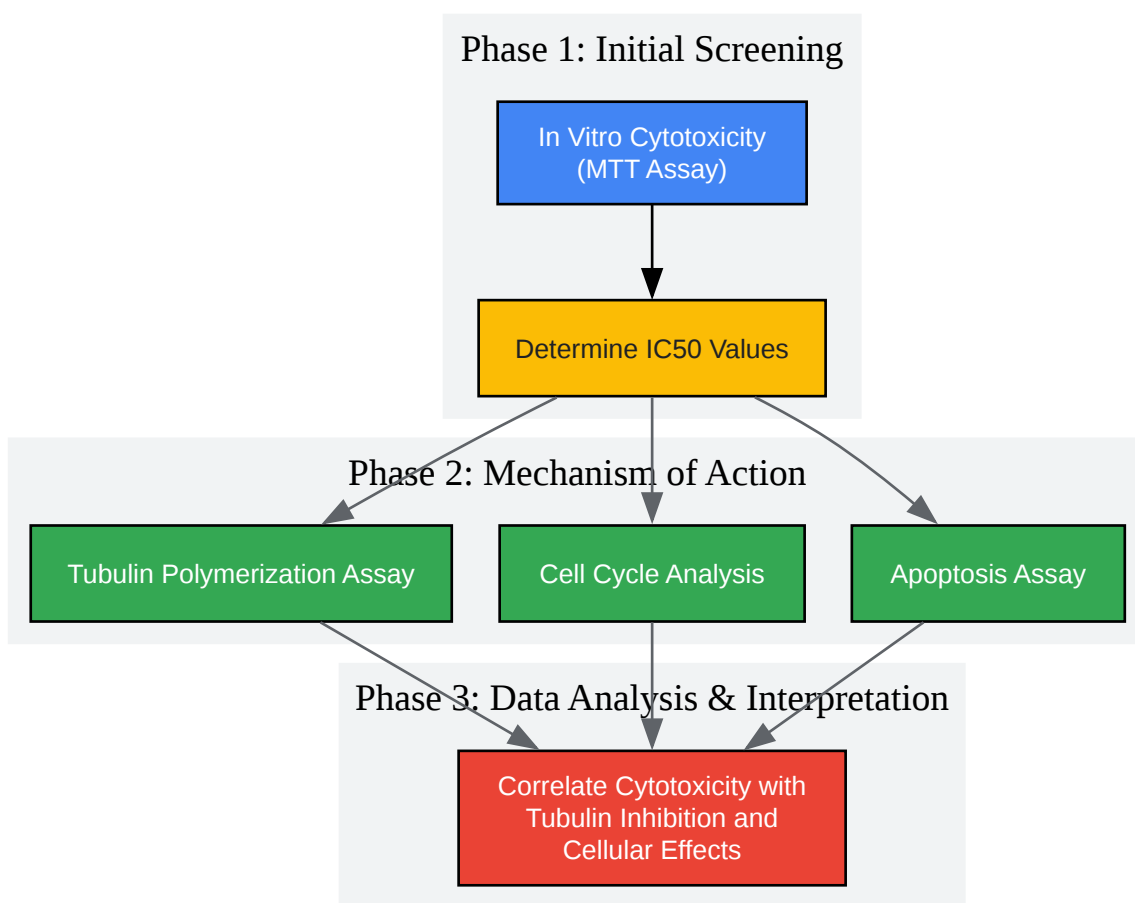 Phase 1: Initial Screening
In Vitro Cytotoxicity
(MTT Assay)
Determine IC50 Values
Phase 2: Mechanism of Action
Tubulin Polymerization Assay
Cell Cycle Analysis
Apoptosis Assay
Phase 3: Data Analysis & Interpretation
Correlate Cytotoxicity with
Tubulin Inhibition and
Cellular Effects